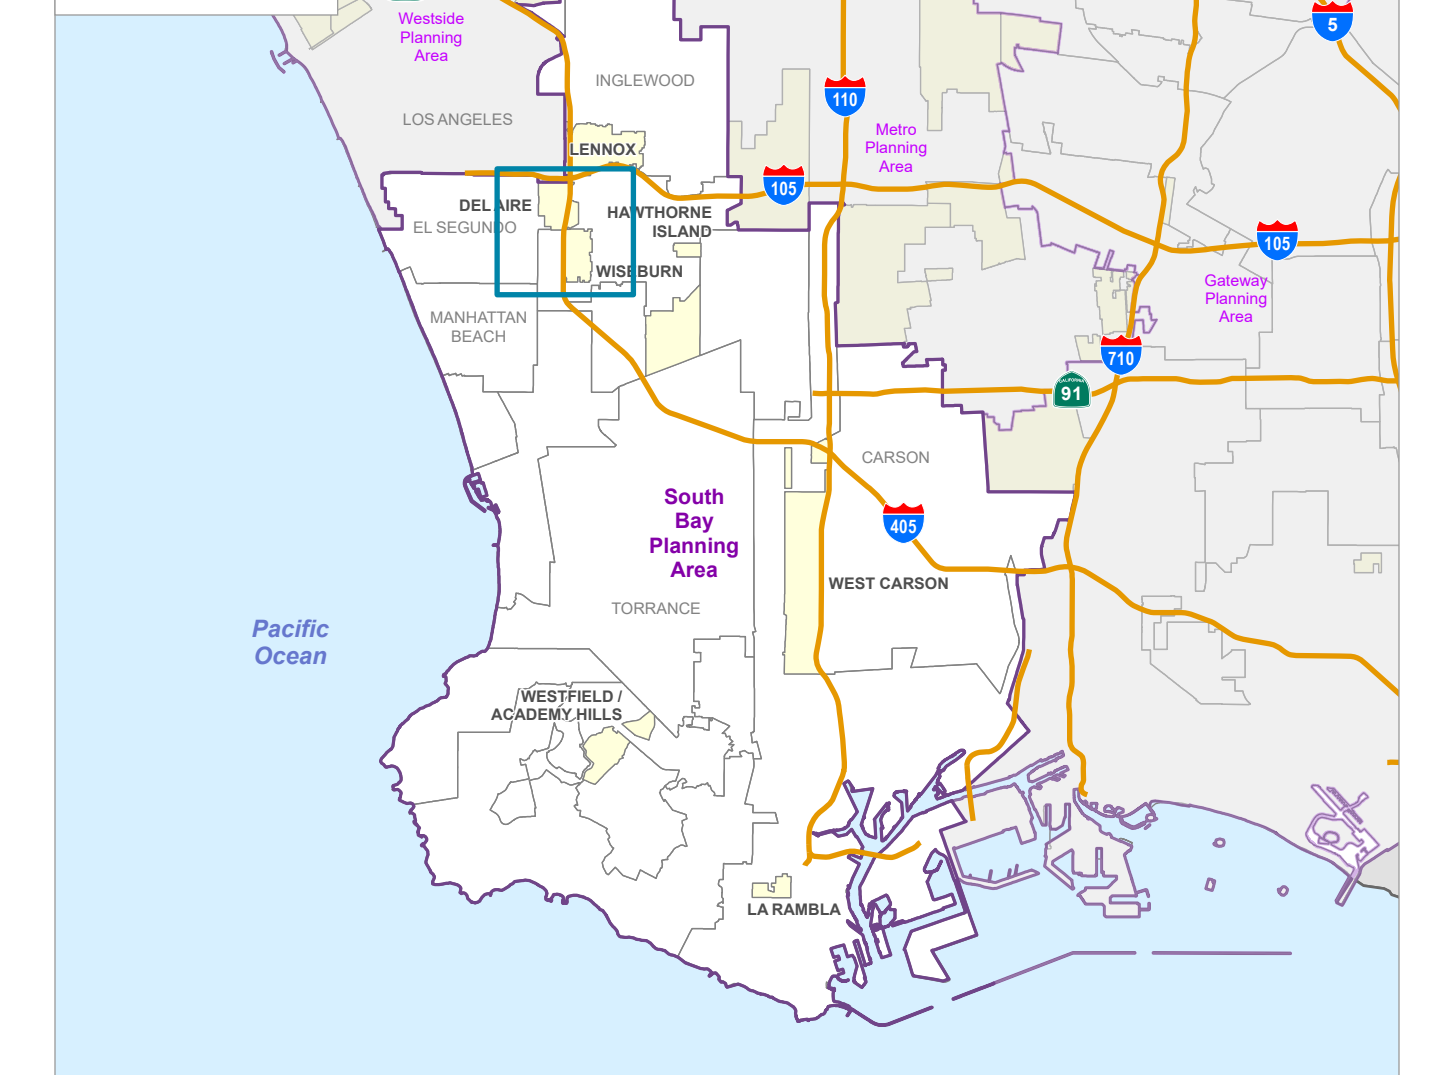 Westside
Planning
Area
5
INGLEWOOD
110
LOS ANGELES
Metro
Planning
Area
LENNOX
105
DEL AIRE
HAWTHORNE
ISLAND
EL SEGUNDO
105
WISEBURN
Gateway
Planning
Area
MANHATTAN
BEACH
710
CALIFORNIA
91
CARSON
South
Bay
Planning
Area
405
WEST CARSON
TORRANCE
Pacific
Ocean
WESTFIELD /
ACADEMY HILLS
LA RAMBLA